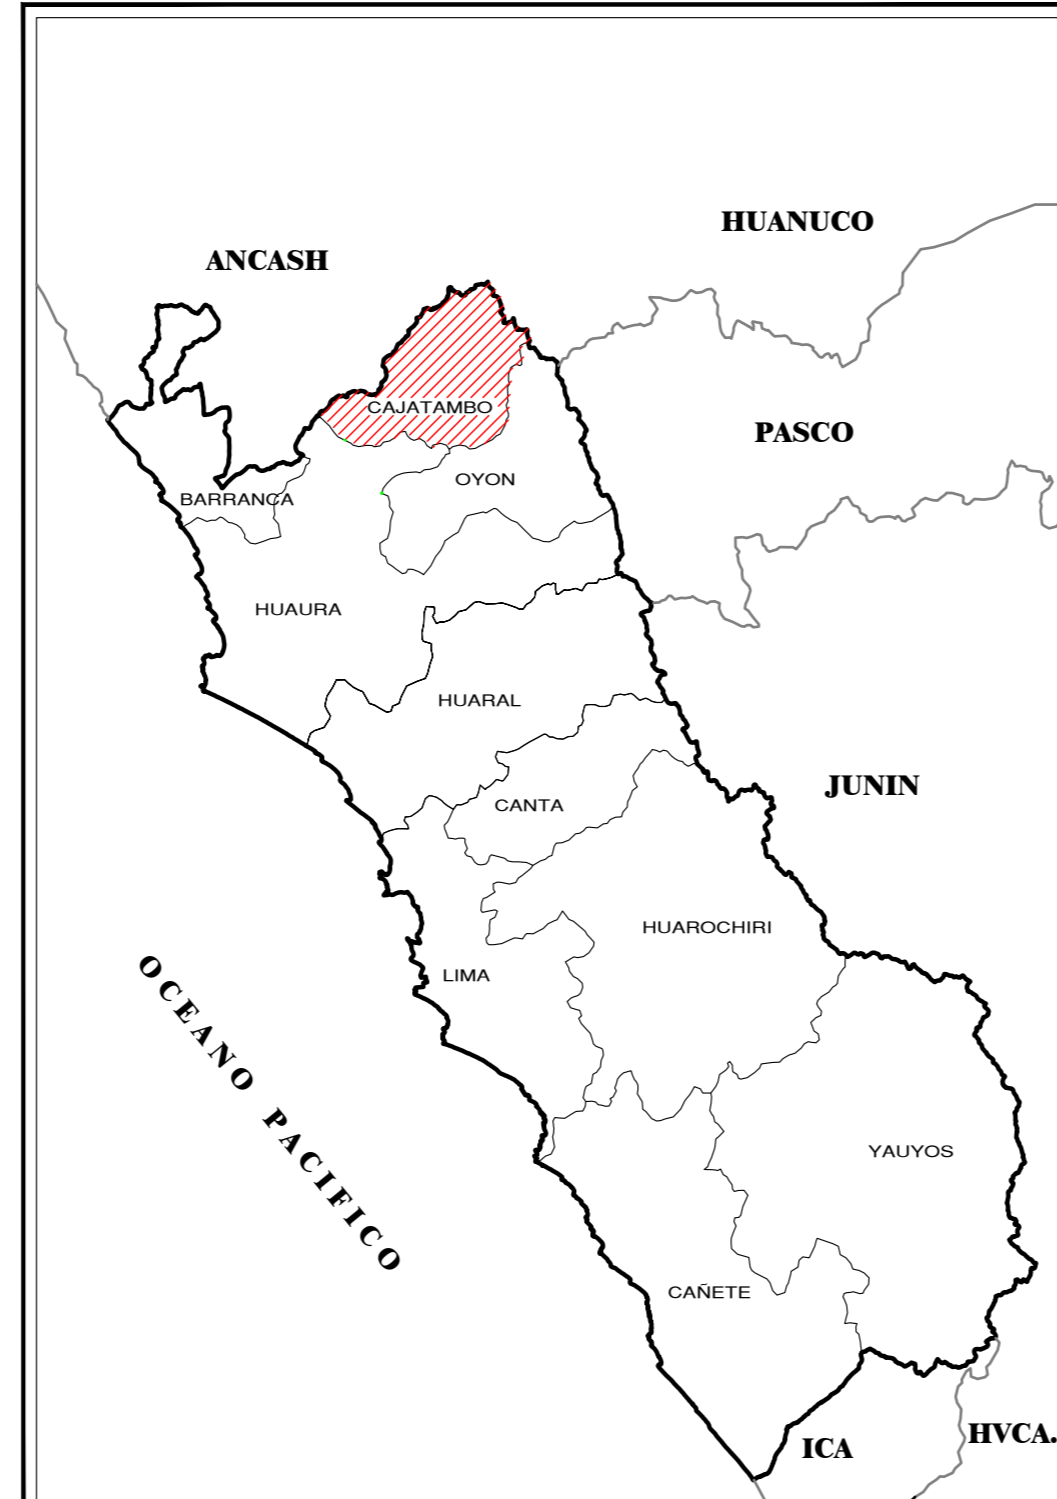 HUANUCO
ANCASH
CAJATAMBO
PASCO
OYON
BARRANCA
HUAURA
HUARAL
JUNIN
CANTA
HUAROCHIRI
LIMA
OCEANO PACIFICO
YAUYOS
CAÑETE
ICA
HVCA.